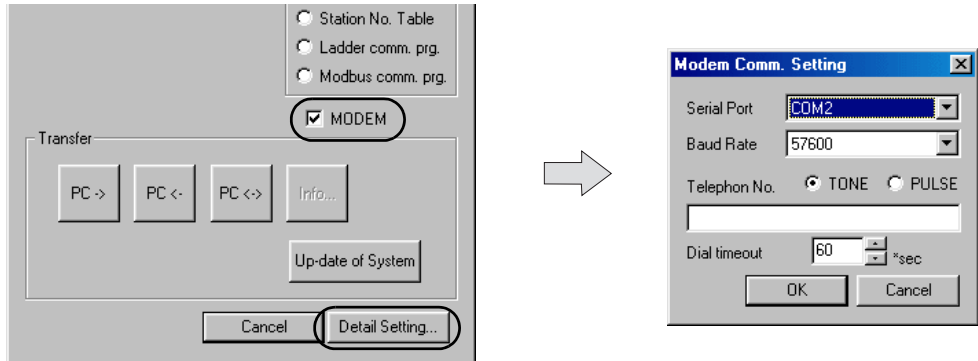 Station No. Table
Ladder comm. prg.
Modbus comm. prg.
MODEM
Transfer
PC -> PC <- PC <-> Info...
Up-date of System
Cancel Detail Setting...
Modem Comm. Setting
Serial Port COM2
Baud Rate 57600
Telephon No. TONE PULSE
Dial timeout 60 *sec
OK Cancel